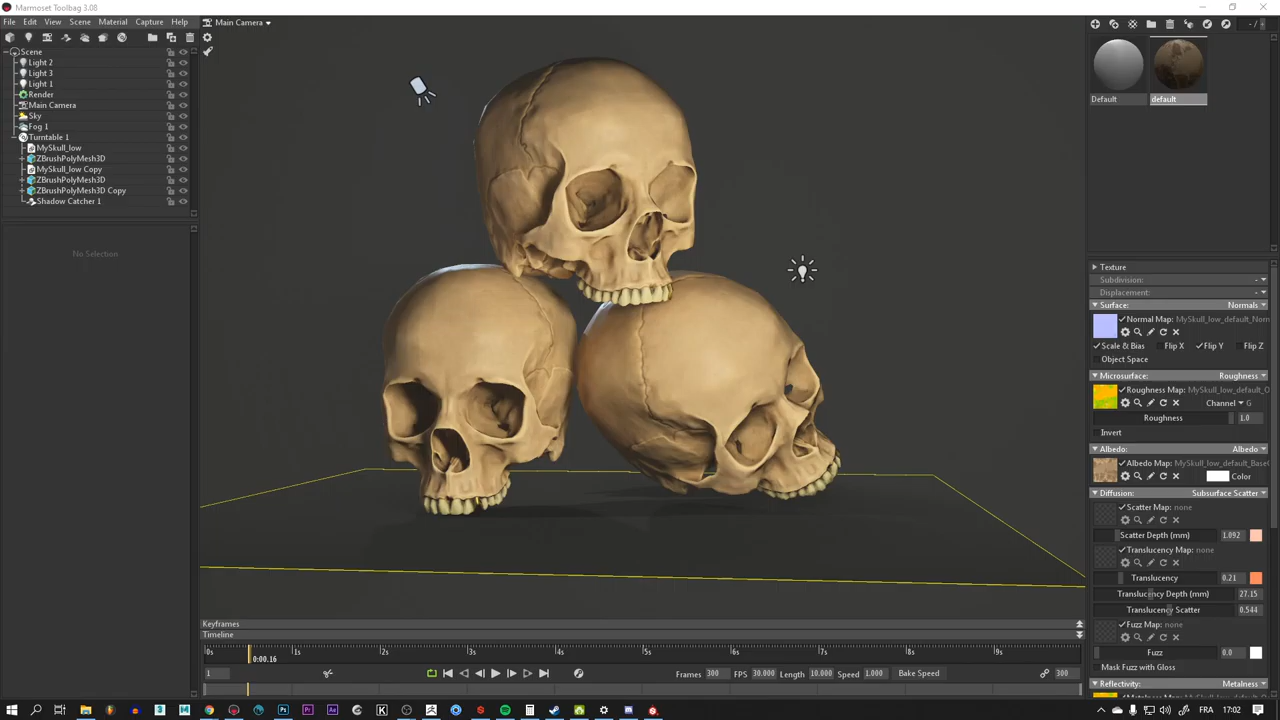 Marmoset Toolbag 3.08
File Edit View Scene Material Capture Help
Main Camera
Scene
Light 2
Light 3
Light 1
Render
Main Camera
Sky
Fog 1
Turntable 1
MySkull_low
ZBrushPolyMesh3D
MySkull_low Copy
ZBrushPolyMesh3D
ZBrushPolyMesh3D Copy
Shadow Catcher 1
No Selection
Keyframes
Timeline
0s 1s 2s 3s 4s 5s 6s 7s 8s 9s
0:00.16
1 Frames 300 FPS 30.000 Length 10.000 Speed 1.000 Bake Speed 300
- /
Default default
Texture
Subdivision: -
Displacement: -
Surface: Normals
Normal Map: MySkull_low_default_Nor
Scale & Bias Flip X Flip Y Flip Z
Object Space
Microsurface: Roughness
Roughness Map: MySkull_low_default_O
Channel G
Roughness 1.0
Invert
Albedo: Albedo
Albedo Map: MySkull_low_default_Base
Color
Diffusion: Subsurface Scatter
Scatter Map: none
Scatter Depth (mm) 1.092
Translucency Map: none
Translucency 0.21
Translucency Depth (mm) 27.15
Translucency Scatter 0.544
Fuzz Map: none
Fuzz 0.0
Mask Fuzz with Gloss
Reflectivity: Metalness
FRA 17:02